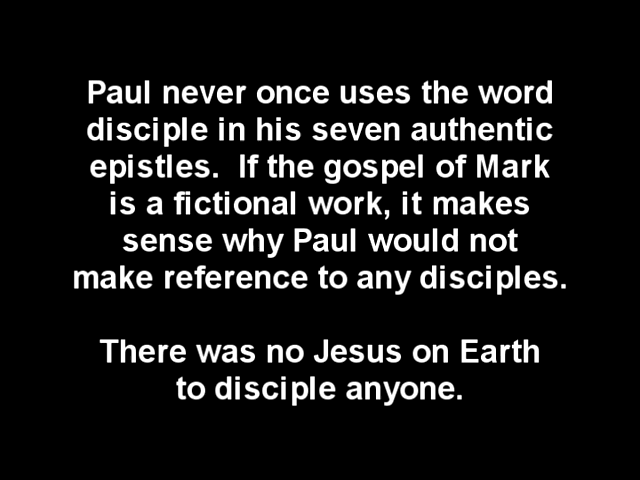 Paul never once uses the word
disciple in his seven authentic
epistles.  If the gospel of Mark
is a fictional work, it makes
sense why Paul would not
make reference to any disciples.
There was no Jesus on Earth
to disciple anyone.